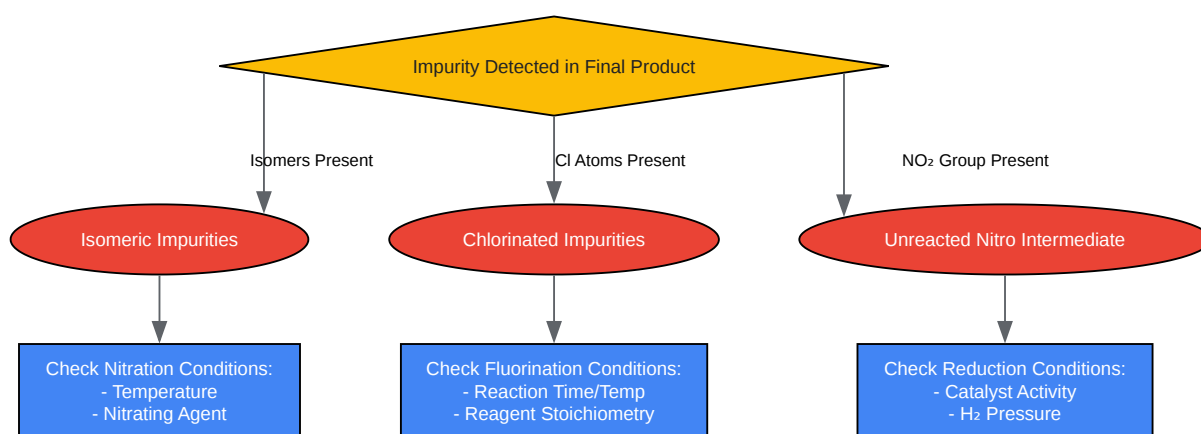 Impurity Detected in Final Product
Isomers Present
Cl Atoms Present
NO₂ Group Present
Isomeric Impurities
Chlorinated Impurities
Unreacted Nitro Intermediate
Check Nitration Conditions:
- Temperature
- Nitrating Agent
Check Fluorination Conditions:
- Reaction Time/Temp
- Reagent Stoichiometry
Check Reduction Conditions:
- Catalyst Activity
- H₂ Pressure